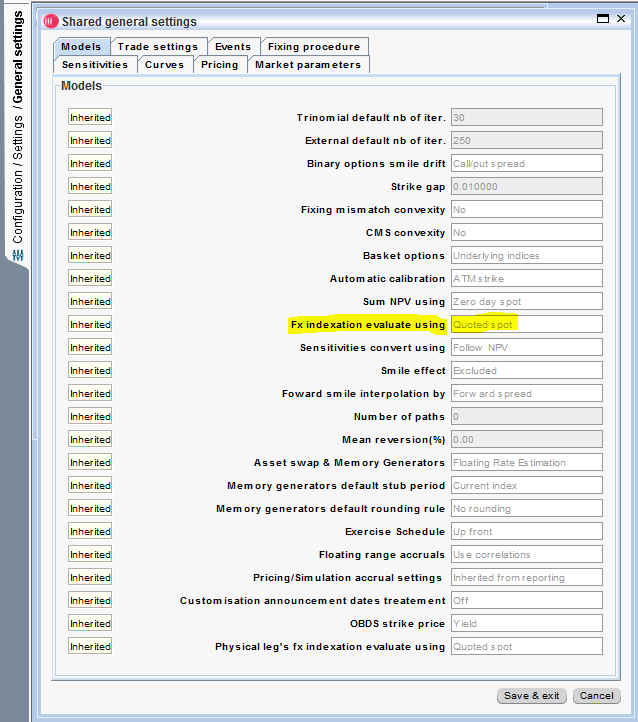 Configuration / Settings / General settings
Shared general settings
Models Trade settings Events Fixing procedure
Sensitivities Curves Pricing Market parameters
Models
Inherited Trinomial default nb of iter. 30
Inherited External default nb of iter. 250
Inherited Binary options smile drift Call/put spread
Inherited Strike gap 0.010000
Inherited Fixing mismatch convexity No
Inherited CMS convexity No
Inherited Basket options Underlying indices
Inherited Automatic calibration ATM strike
Inherited Sum NPV using Zero day spot
Inherited Fx indexation evaluate using Quoted spot
Inherited Sensitivities convert using Follow NPV
Inherited Smile effect Excluded
Inherited Foward smile interpolation by Forward spread
Inherited Number of paths 0
Inherited Mean reversion(%) 0.00
Inherited Asset swap & Memory Generators Floating Rate Estimation
Inherited Memory generators default stub period Current index
Inherited Memory generators default rounding rule No rounding
Inherited Exercise Schedule Up front
Inherited Floating range accruals Use correlations
Inherited Pricing/Simulation accrual settings Inherited from reporting
Inherited Customisation announcement dates treatement Off
Inherited OBDS strike price Yield
Inherited Physical leg's fx indexation evaluate using Quoted spot
Save & exit Cancel